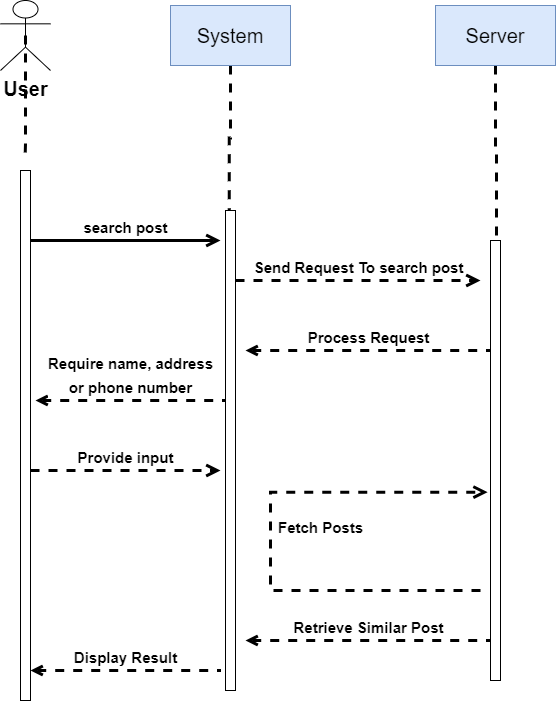 System
Server
User
search post
Send Request To search post
Process Request
Require name, address
or phone number
Provide input
Fetch Posts
Retrieve Similar Post
Display Result